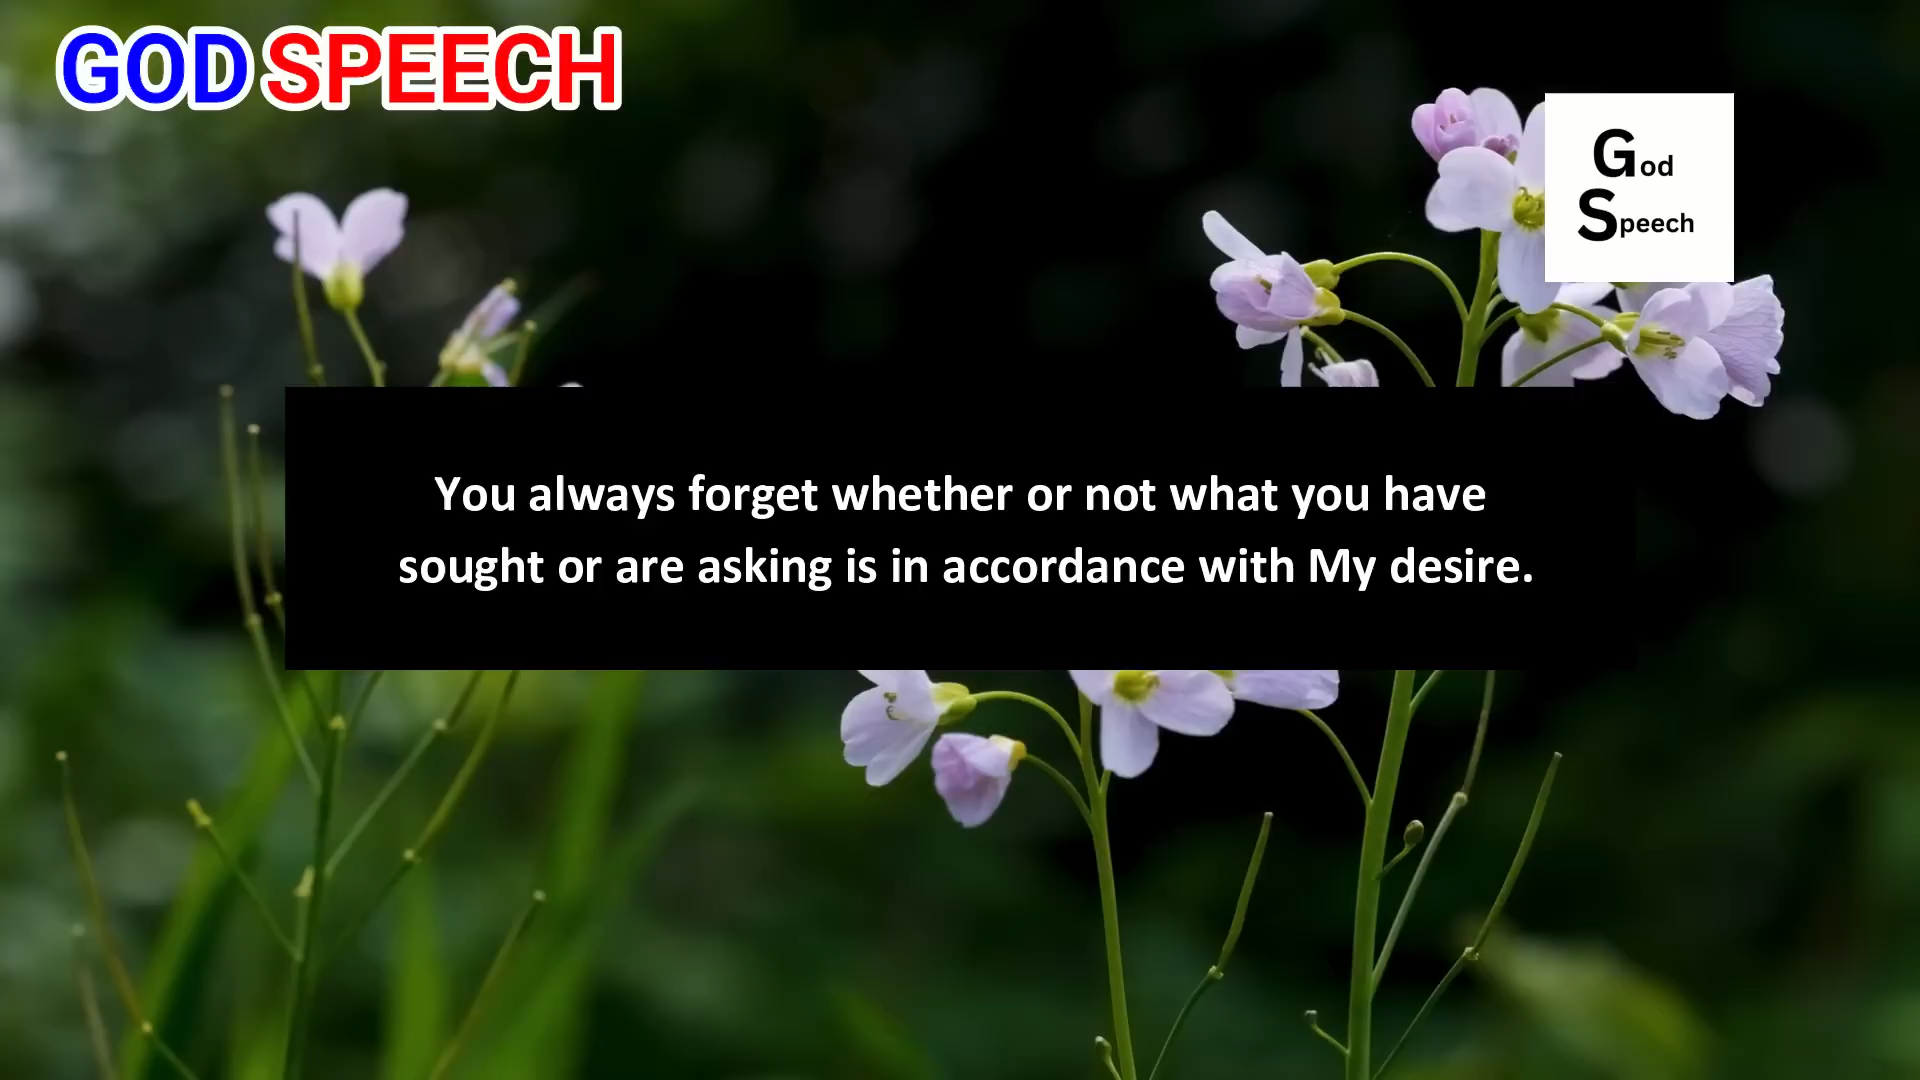 GOD SPEECH
God
Speech
You always forget whether or not what you have
sought or are asking is in accordance with My desire.